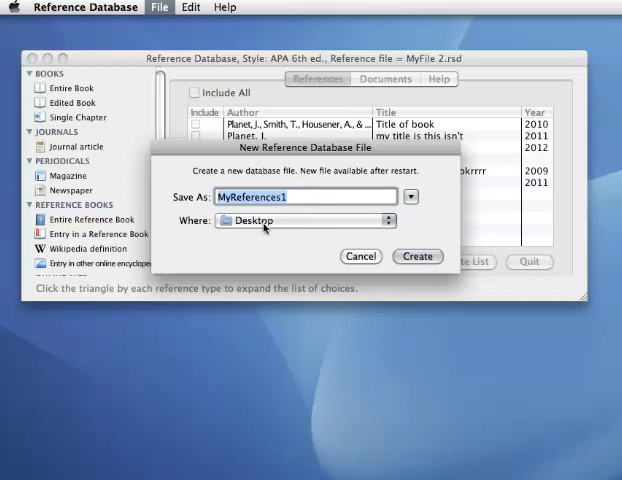 Reference Database File Edit Help
Reference Database, Style: APA 6th ed., Reference file = MyFile 2.rsd
References Documents Help
BOOKS
Entire Book
Edited Book
Single Chapter
JOURNALS
Journal article
PERIODICALS
Magazine
Newspaper
REFERENCE BOOKS
Entire Reference Book
Entry in a Reference Book
Wikipedia definition
Entry in other online encyclope
Include All
Include Author Title Year
Planet, J., Smith, T., Housener, A., & ... Title of book 2010
Planet, J. my title is this isn't 2011
2012
2009
2011
New Reference Database File
Create a new database file. New file available after restart.
Save As: MyReferences1
Where: Desktop
Cancel Create
te List Quit
Click the triangle by each reference type to expand the list of choices.